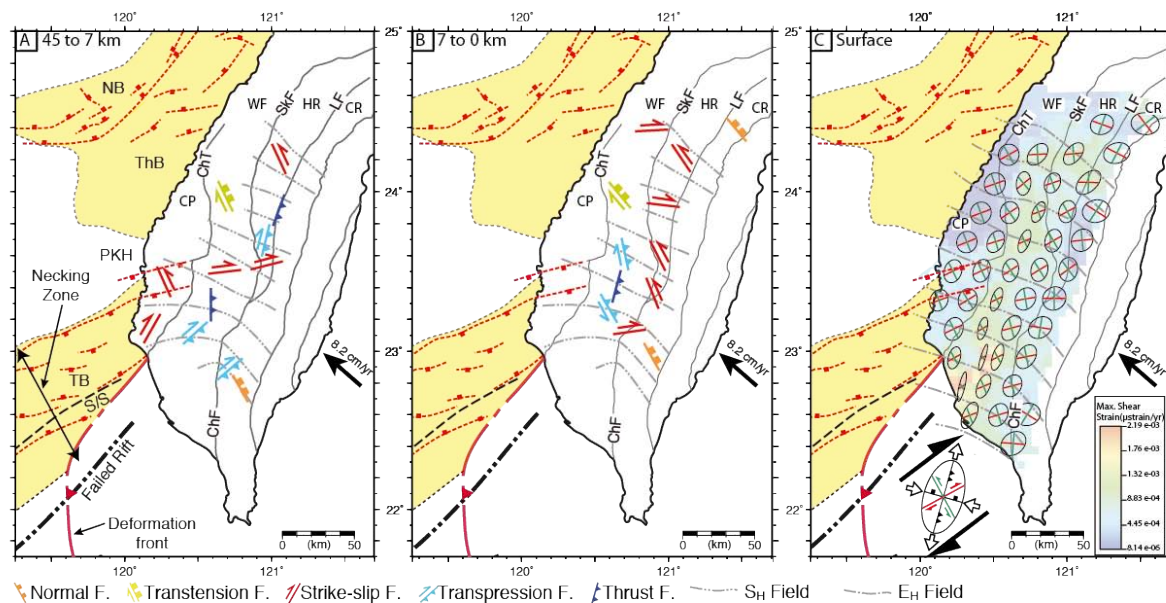 120° 121° 120° 121° 120° 121°
A 45 to 7 km
25°
B 7 to 0 km
25°
C Surface
25°
NB
ThB
WF
SkF
HR
LF
CR
ChT
CP
24°
PKH
Necking
Zone
23°
TB
S/S
Failed Rift
ChF
8.2 cm/yr
22°
Deformation
front
0 50
(km)
120° 121°
NB
ThB
WF
SkF
HR
LF
CR
ChT
CP
24°
23°
ChF
8.2 cm/yr
22°
0 50
(km)
120° 121°
WF
SkF
HR
LF
CR
ChT
CP
24°
23°
ChF
8.2 cm/yr
22°
0 50
(km)
Max. Shear
Strain(μstrain/yr)
2.19 e-03
1.76 e-03
1.32 e-03
8.83 e-04
4.45 e-04
8.14 e-06
120° 121°
Normal F. Transtension F. Strike-slip F. Transpression F. Thrust F. S_H Field E_H Field